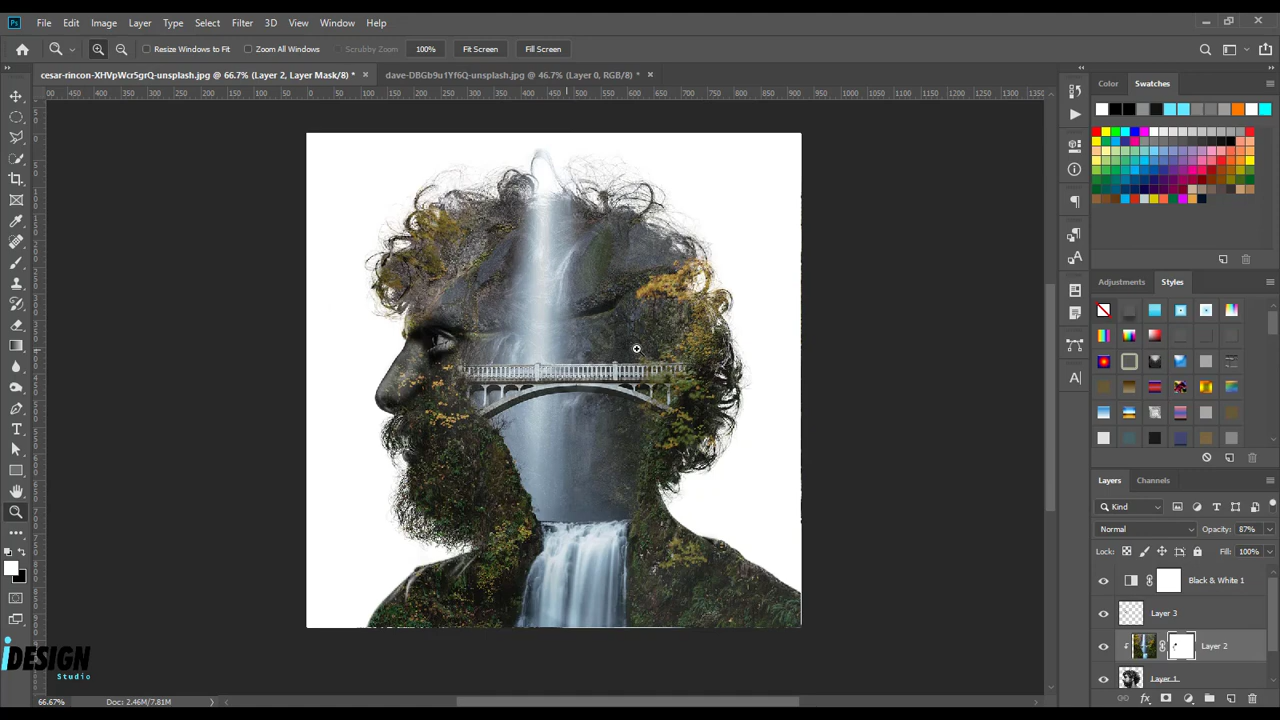 Ps File Edit Image Layer Type Select Filter 3D View Window Help
Resize Windows to Fit Zoom All Windows Scrubby Zoom 100% Fit Screen Fill Screen
cesar-rincon-XHVpWcr5grQ-unsplash.jpg @ 66.7% (Layer 2, Layer Mask/8) * dave-DBGb9u1Yf6Q-unsplash.jpg @ 46.7% (Layer 0, RGB/8) *
Color Swatches
Adjustments Styles
Layers Channels
Kind
Normal Opacity: 87%
Lock: Fill: 100%
Black & White 1
Layer 3
Layer 2
Layer 1
iDESIGN
Studio
66.67% Doc: 2.46M/7.81M